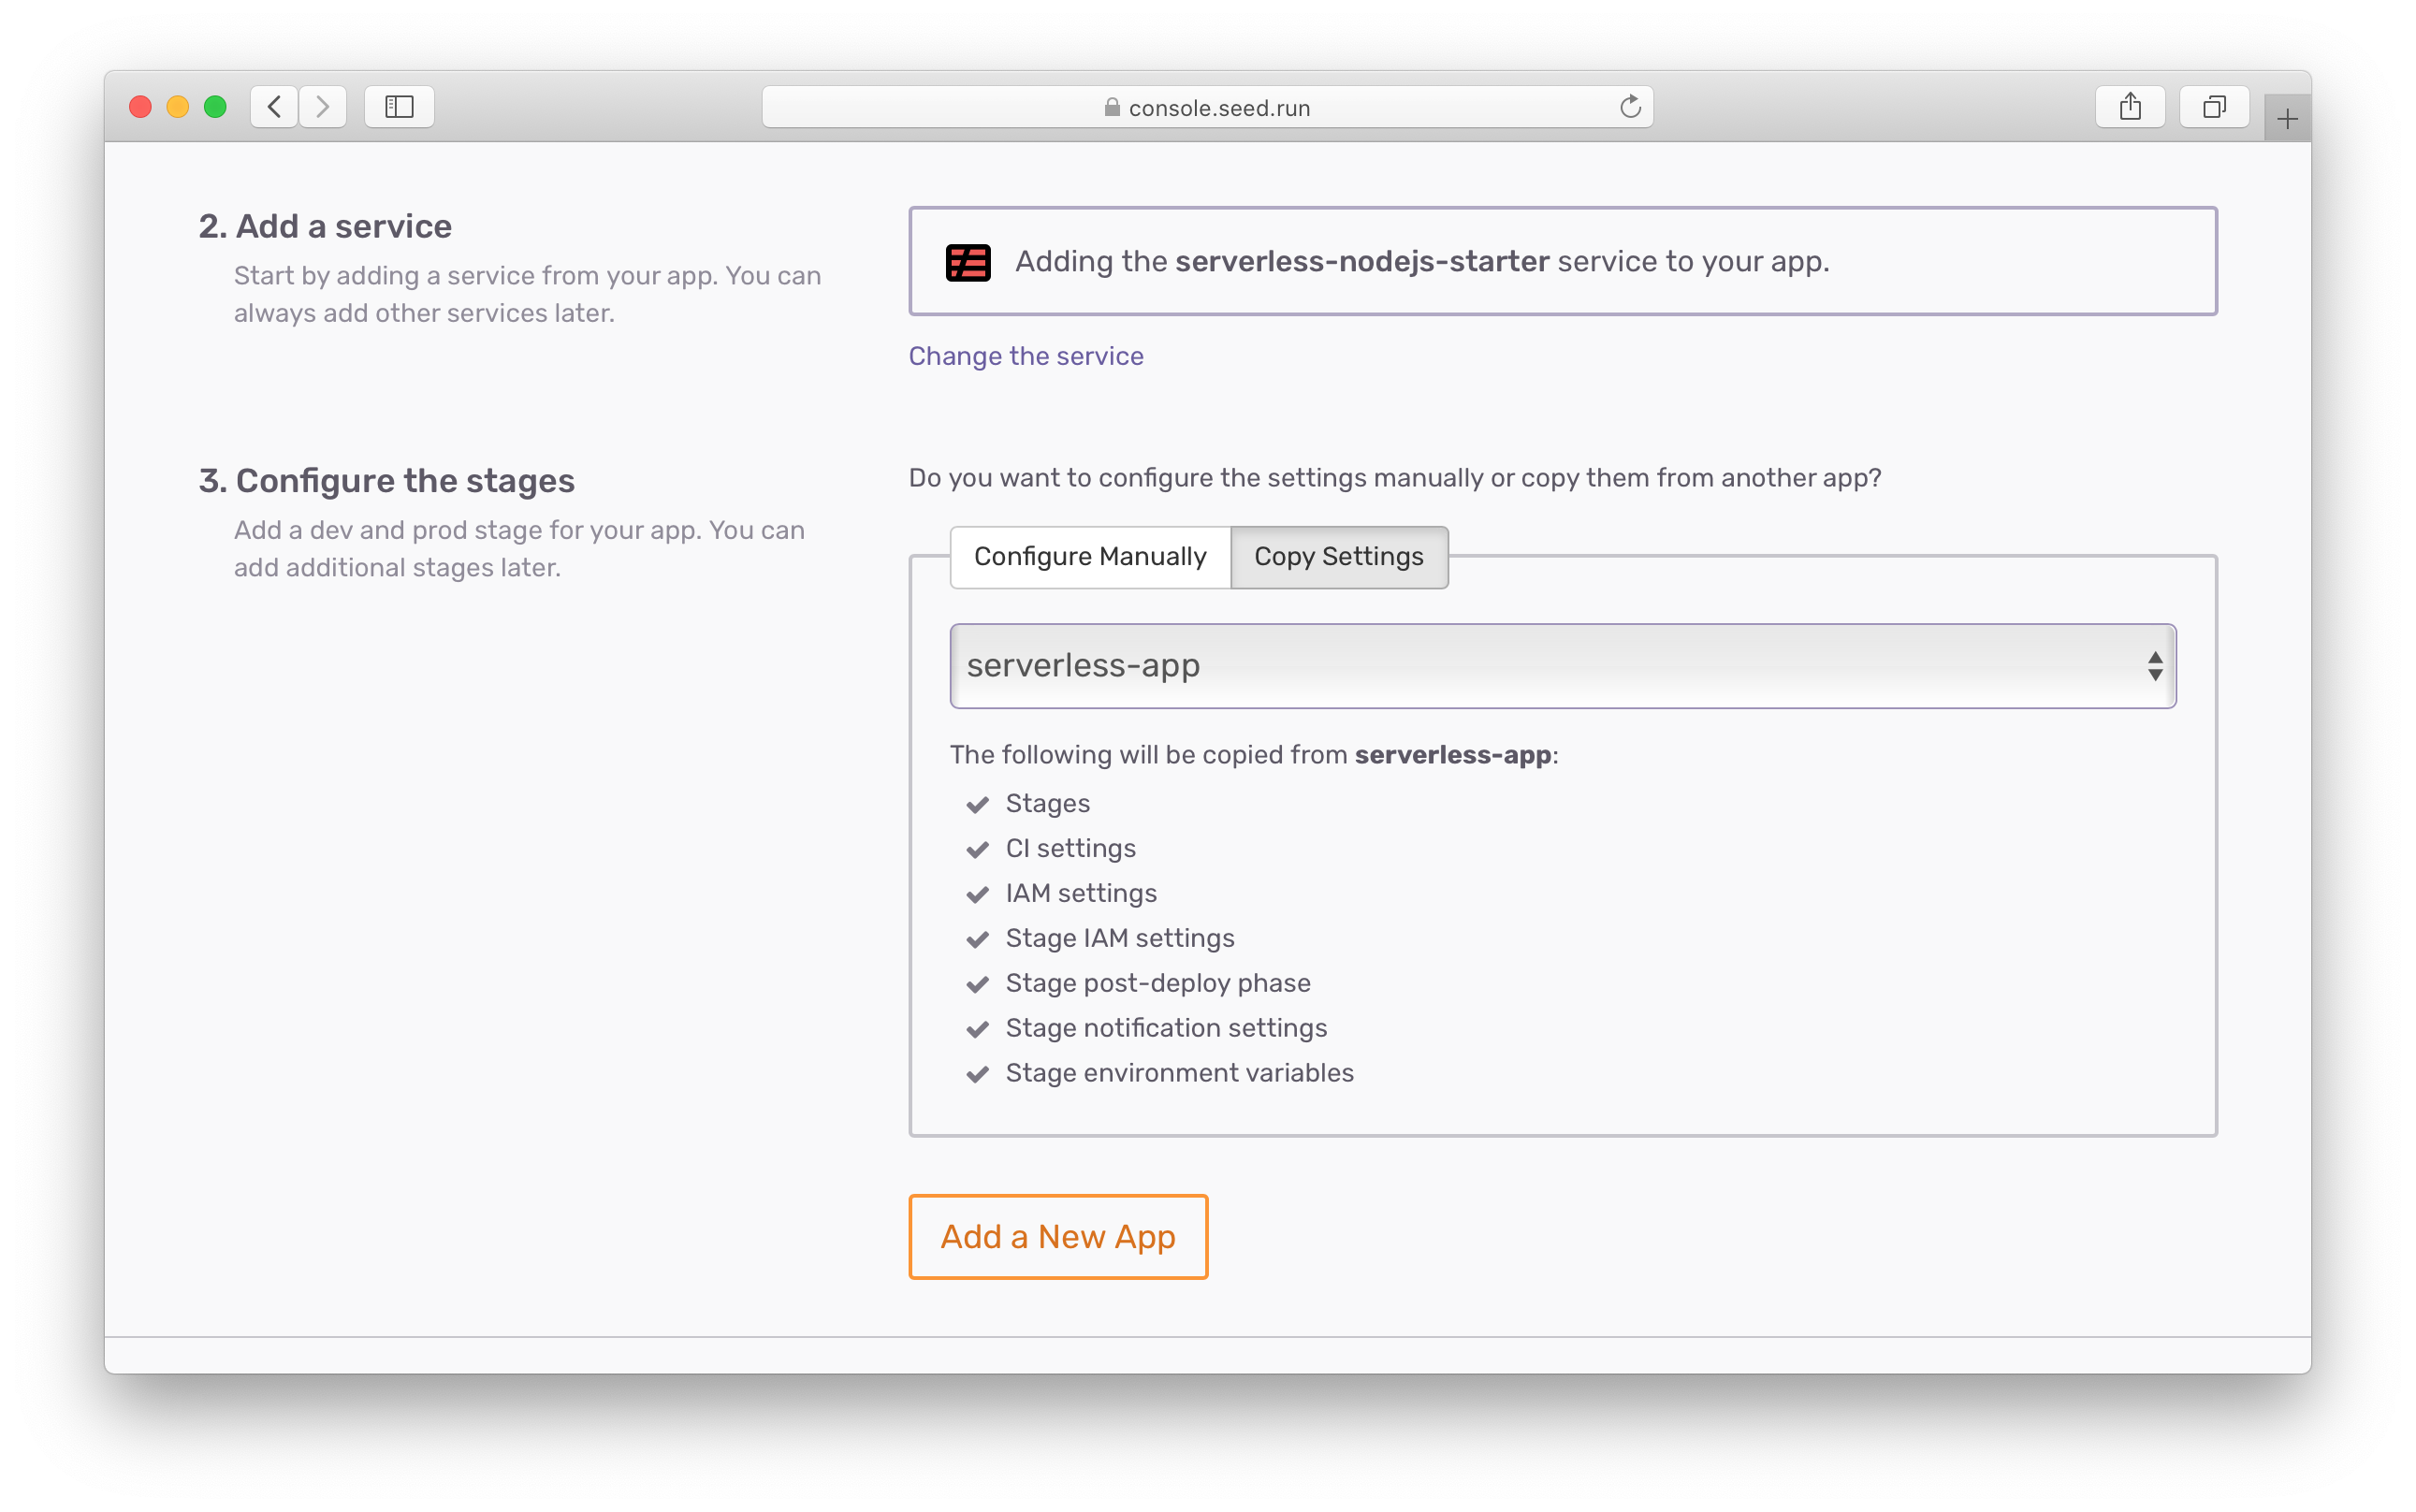 console.seed.run
2. Add a service
Start by adding a service from your app. You can
always add other services later.
Adding the serverless-nodejs-starter service to your app.
Change the service
3. Configure the stages
Add a dev and prod stage for your app. You can
add additional stages later.
Do you want to configure the settings manually or copy them from another app?
Configure Manually
Copy Settings
serverless-app
The following will be copied from serverless-app:
Stages
CI settings
IAM settings
Stage IAM settings
Stage post-deploy phase
Stage notification settings
Stage environment variables
Add a New App